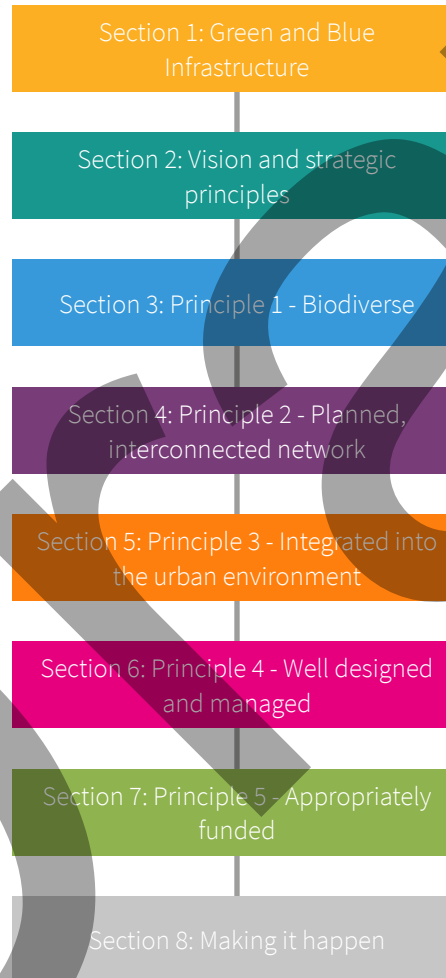 Section 1: Green and Blue
Infrastructure
Section 2: Vision and strategic
principles
Section 3: Principle 1 - Biodiverse
Section 4: Principle 2 - Planned,
interconnected network
Section 5: Principle 3 - Integrated into
the urban environment
Section 6: Principle 4 - Well designed
and managed
Section 7: Principle 5 - Appropriately
funded
Section 8: Making it happen